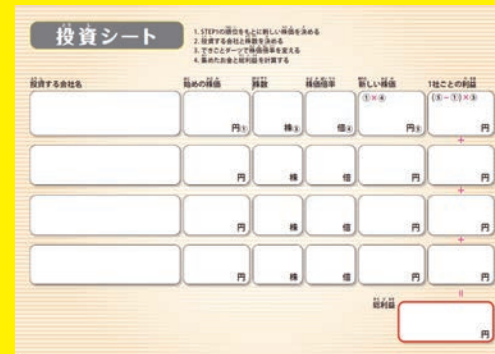 投資シート
1. STEP1の順位をもとに新しい株価を決める
2. 投資する会社と株数を決める
3. できごとダーツで株価倍率を変える
4. 集めたお金と総利益を計算する
投資する会社名 始めの株価 株数 株価倍率 新しい株価 1社ごとの利益
①×④ (⑤-①)×③
円① 株③ 倍④ 円⑤ 円
+
円 株 倍 円 円
+
円 株 倍 円 円
+
円 株 倍 円 円
=
総利益
円